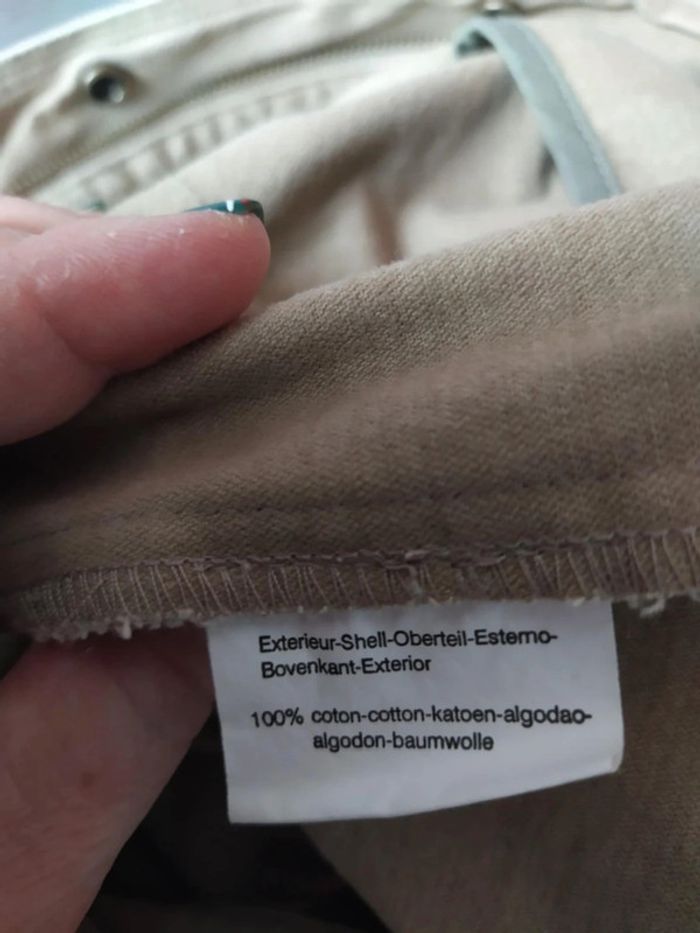 Exterieur-Shell-Oberteil-Esterno-
Bovenkant-Exterior
100% coton-cotton-katoen-algodao-
algodon-baumwolle